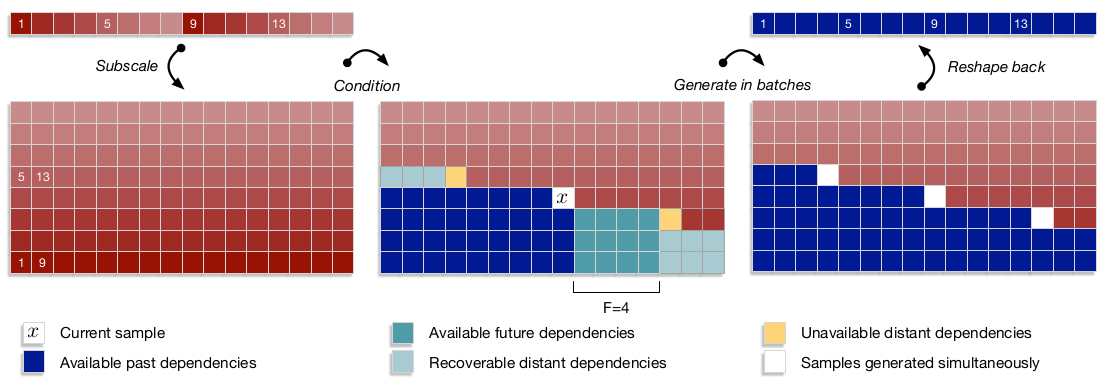 1 5 9 13
1 5 9 13
Subscale
Condition
Generate in batches
Reshape back
5 13
x
1 9
F=4
x Current sample
Available future dependencies
Unavailable distant dependencies
Available past dependencies
Recoverable distant dependencies
Samples generated simultaneously